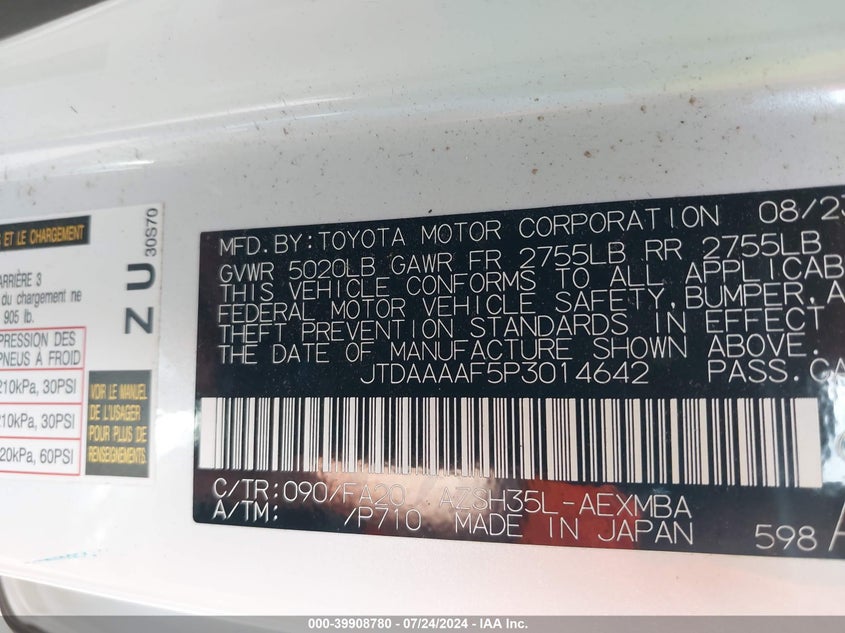 MFD.BY:TOYOTA MOTOR CORPORATION 08/23
GVWR 5020LB GAWR FR 2755LB RR 2755LB
THIS VEHICLE CONFORMS TO ALL APPLICAB
FEDERAL MOTOR VEHICLE SAFETY,BUMPER,A
THEFT PREVENTION STANDARDS IN EFFECT
THE DATE OF MANUFACTURE SHOWN ABOVE.
JTDAAAAF5P3014642 PASS.CA
C/TR:090/FA20 AZSH35L-AEXMBA
A/TM: /P710 MADE IN JAPAN 598 A
ET LE CHARGEMENT
ARRIÈRE 3
du chargement ne
905 lb.
PRESSION DES
PNEUS À FROID
210kPa, 30PSI
210kPa, 30PSI
20kPa, 60PSI
VOIR LE MANUEL
DE L'USAGER
POUR PLUS DE
RENSEIGNEMENTS.
Z U
30S70
000-39908780 - 07/24/2024 - IAA Inc.